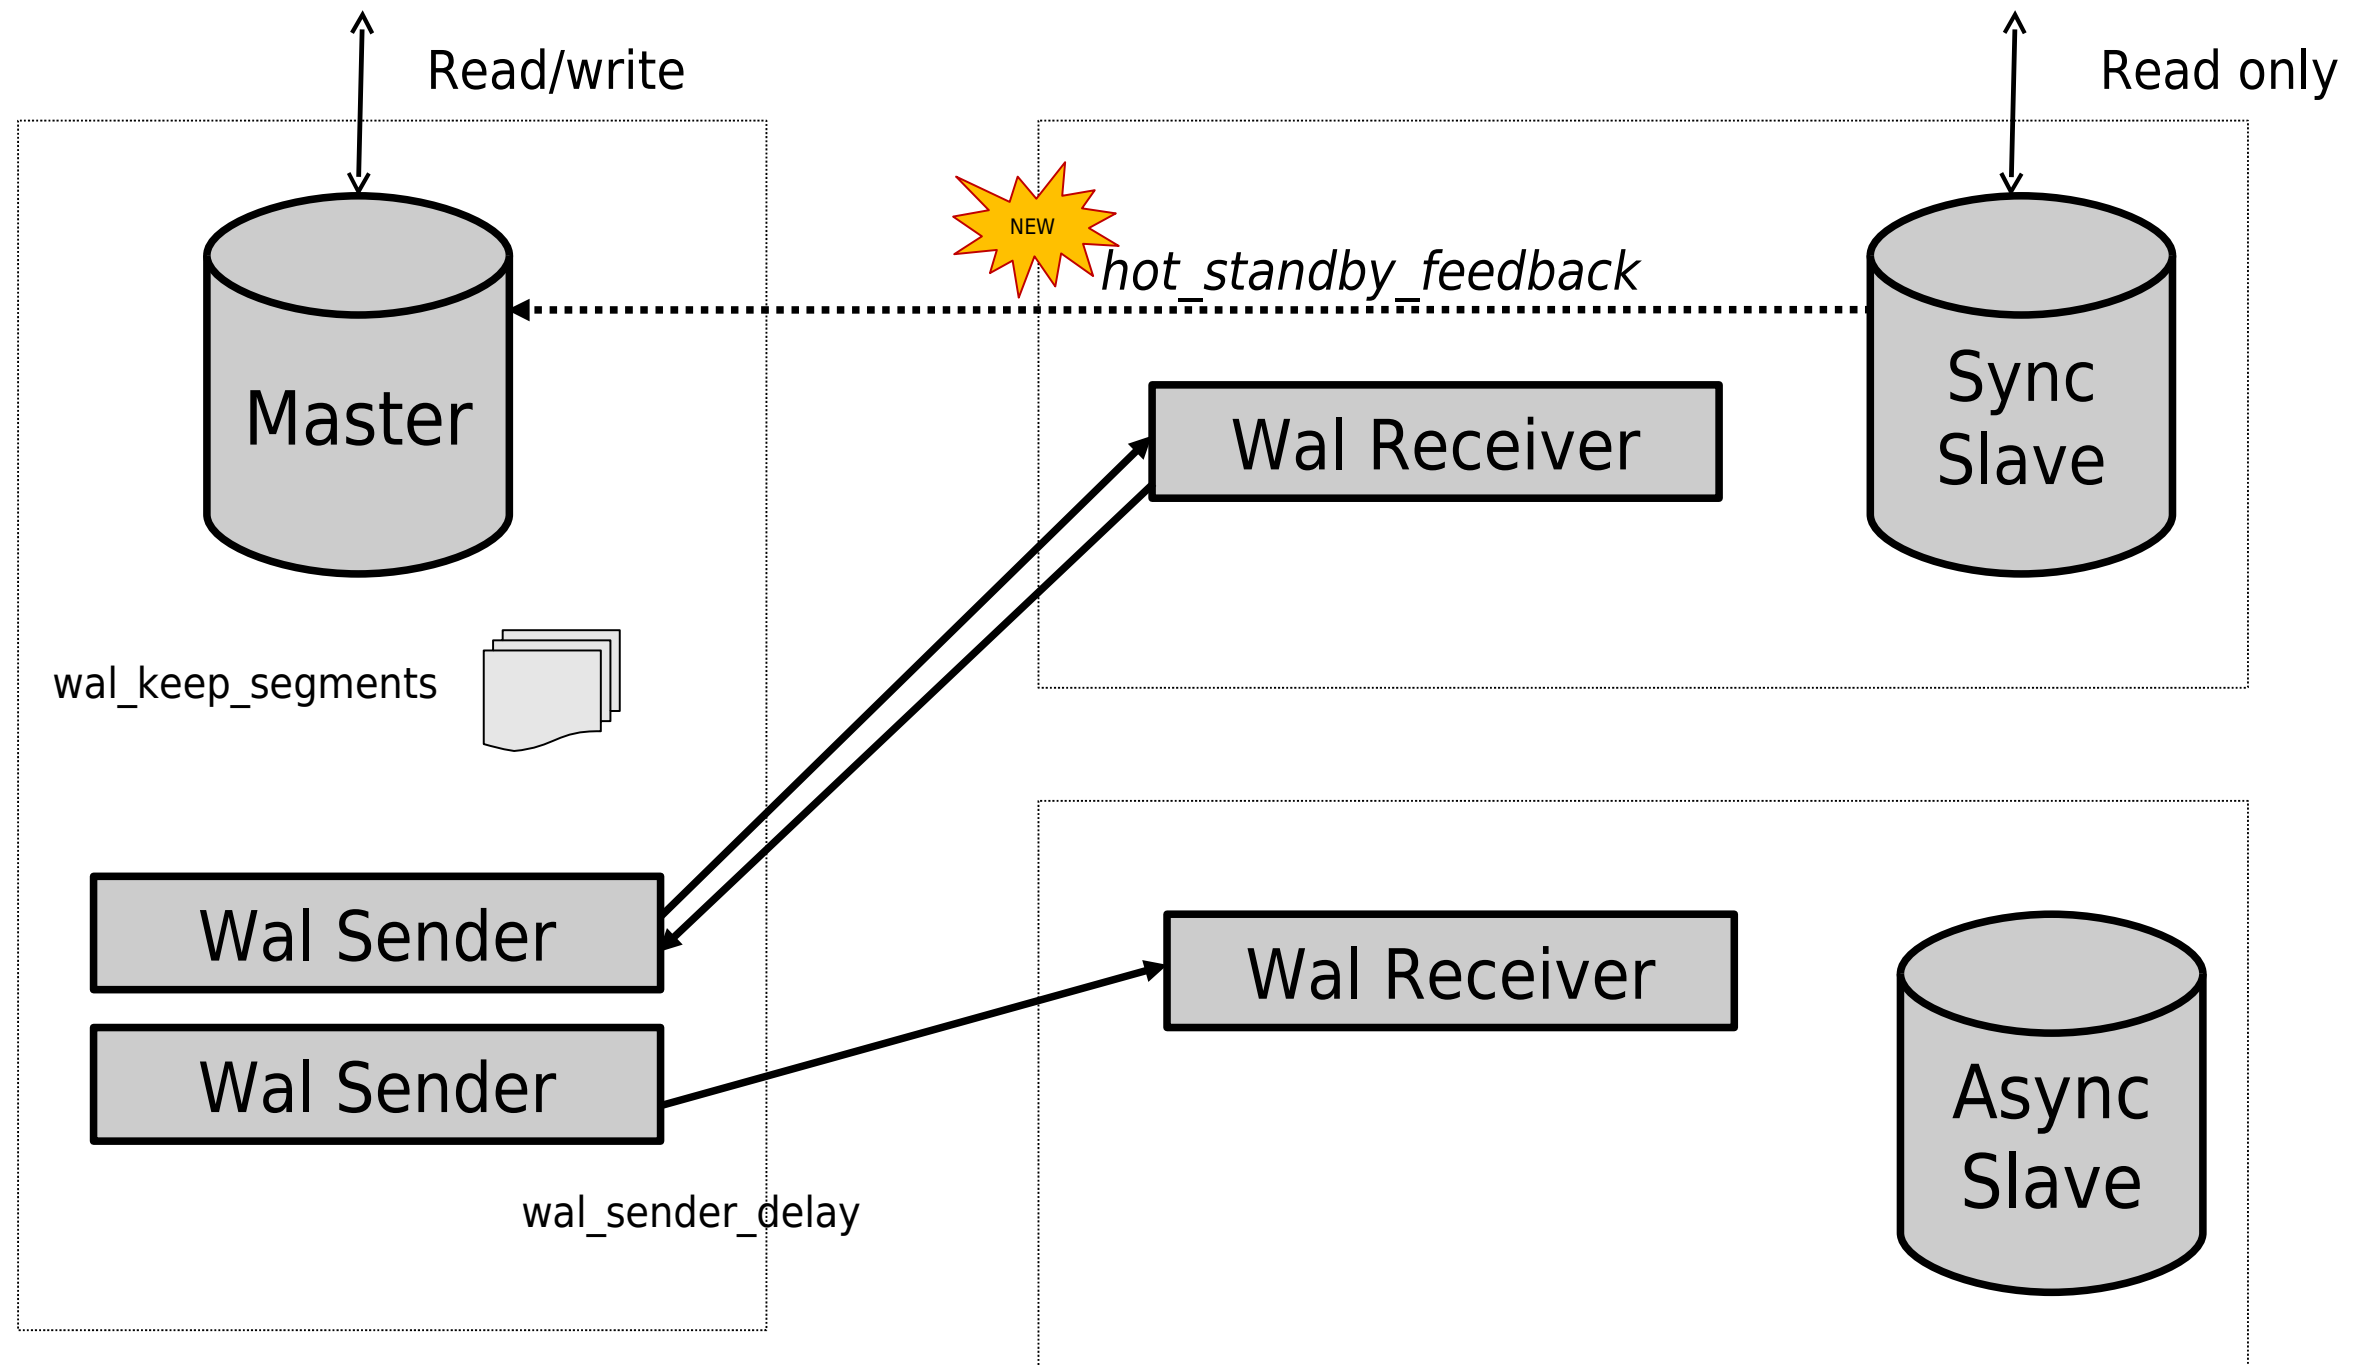 Read/write
Read only
NEW
hot_standby_feedback
Master
Sync
Slave
Wal Receiver
wal_keep_segments
Wal Sender
Wal Receiver
Wal Sender
Async
Slave
wal_sender_delay